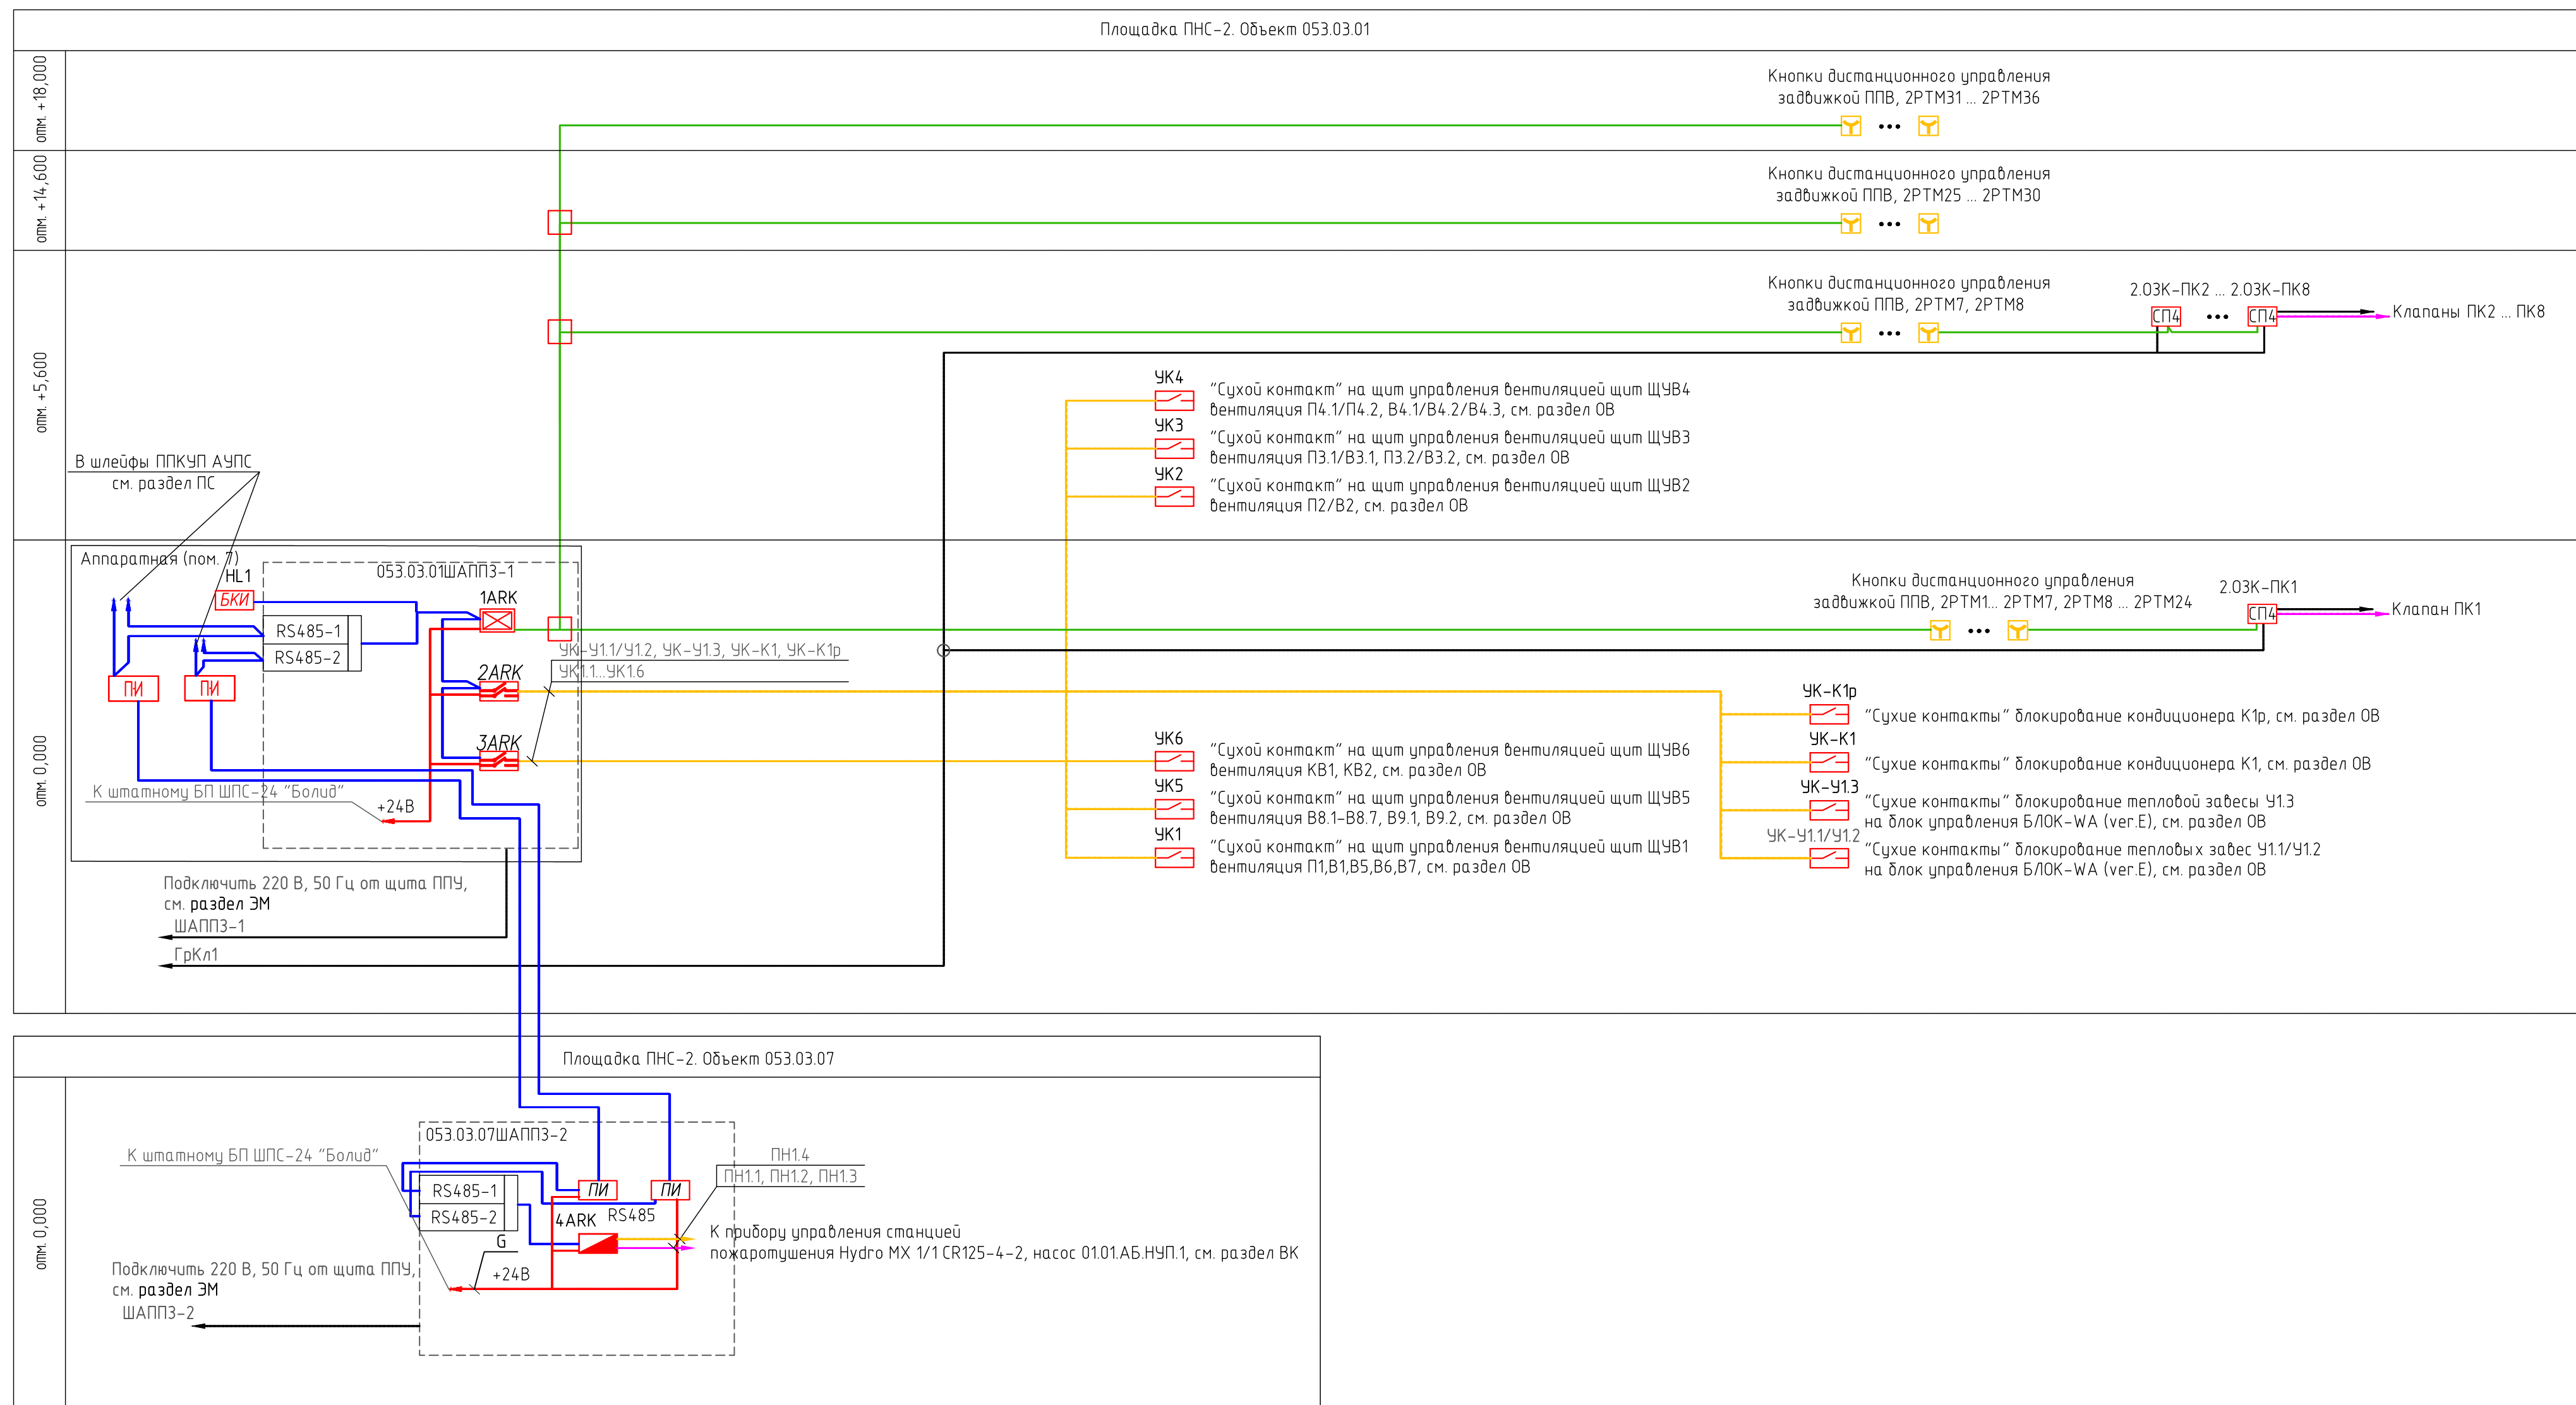 Площадка ПНС-2. Объект 053.03.01
отм. +18,000
Кнопки дистанционного управления
задвижкой ППВ, 2РТМ31 ... 2РТМ36
отм. +14,600
Кнопки дистанционного управления
задвижкой ППВ, 2РТМ25 ... 2РТМ30
отм. +5,600
Кнопки дистанционного управления
задвижкой ППВ, 2РТМ7, 2РТМ8
2.ОЗК-ПК2 ... 2.ОЗК-ПК8
СП4
СП4
Клапаны ПК2 ... ПК8
УК4
"Сухой контакт" на щит управления вентиляцией щит ЩУВ4
вентиляция П4.1/П4.2, В4.1/В4.2/В4.3, см. раздел ОВ
УК3
"Сухой контакт" на щит управления вентиляцией щит ЩУВ3
вентиляция П3.1/В3.1, П3.2/В3.2, см. раздел ОВ
УК2
"Сухой контакт" на щит управления вентиляцией щит ЩУВ2
вентиляция П2/В2, см. раздел ОВ
В шлейфы ППКУП АУПС
см. раздел ПС
отм. 0,000
Аппаратная (пом. 7)
HL1
БКИ
053.03.01ШАППЗ-1
1ARK
RS485-1
RS485-2
ПИ
ПИ
2ARK
3ARK
УК-У1.1/У1.2, УК-У1.3, УК-К1, УК-К1р
УК1.1...УК1.6
К штатному БП ШПС-24 "Болид"
+24В
Кнопки дистанционного управления
задвижкой ППВ, 2РТМ1... 2РТМ7, 2РТМ8 ... 2РТМ24
2.ОЗК-ПК1
СП4
Клапан ПК1
УК-К1р
"Сухие контакты" блокирование кондиционера К1р, см. раздел ОВ
УК-К1
"Сухие контакты" блокирование кондиционера К1, см. раздел ОВ
УК-У1.3
"Сухие контакты" блокирование тепловой завесы У1.3
на блок управления БЛОК-WA (ver.E), см. раздел ОВ
УК-У1.1/У1.2
"Сухие контакты" блокирование тепловых завес У1.1/У1.2
на блок управления БЛОК-WA (ver.E), см. раздел ОВ
УК6
"Сухой контакт" на щит управления вентиляцией щит ЩУВ6
вентиляция КВ1, КВ2, см. раздел ОВ
УК5
"Сухой контакт" на щит управления вентиляцией щит ЩУВ5
вентиляция В8.1-В8.7, В9.1, В9.2, см. раздел ОВ
УК1
"Сухой контакт" на щит управления вентиляцией щит ЩУВ1
вентиляция П1,В1,В5,В6,В7, см. раздел ОВ
Подключить 220 В, 50 Гц от щита ППУ,
см. раздел ЭМ
ШАППЗ-1
ГрКл1
Площадка ПНС-2. Объект 053.03.07
отм. 0,000
053.03.07ШАППЗ-2
К штатному БП ШПС-24 "Болид"
RS485-1
RS485-2
ПИ
ПИ
4ARK
RS485
G
+24В
ПН1.4
ПН1.1, ПН1.2, ПН1.3
К прибору управления станцией
пожаротушения Hydro MX 1/1 CR125-4-2, насос 01.01.АБ.НУП.1, см. раздел ВК
Подключить 220 В, 50 Гц от щита ППУ,
см. раздел ЭМ
ШАППЗ-2